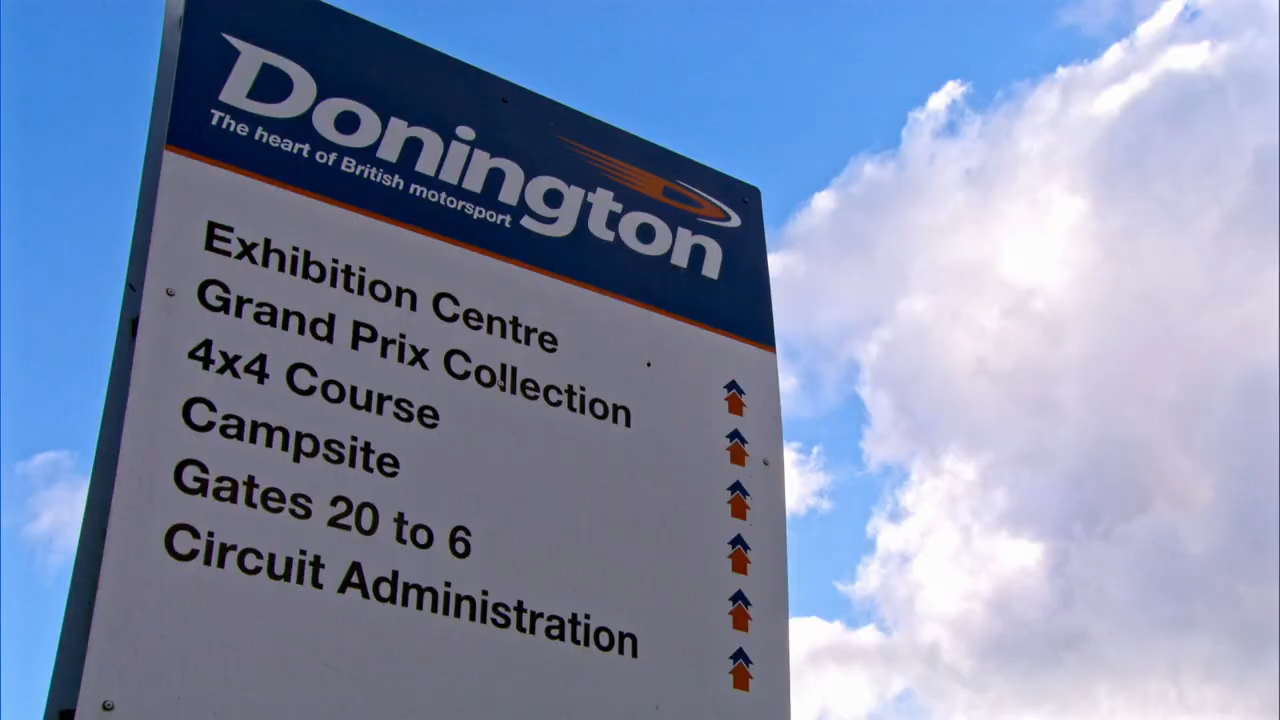 Donington
The heart of British motorsport
Exhibition Centre
Grand Prix Collection
4x4 Course
Campsite
Gates 20 to 6
Circuit Administration